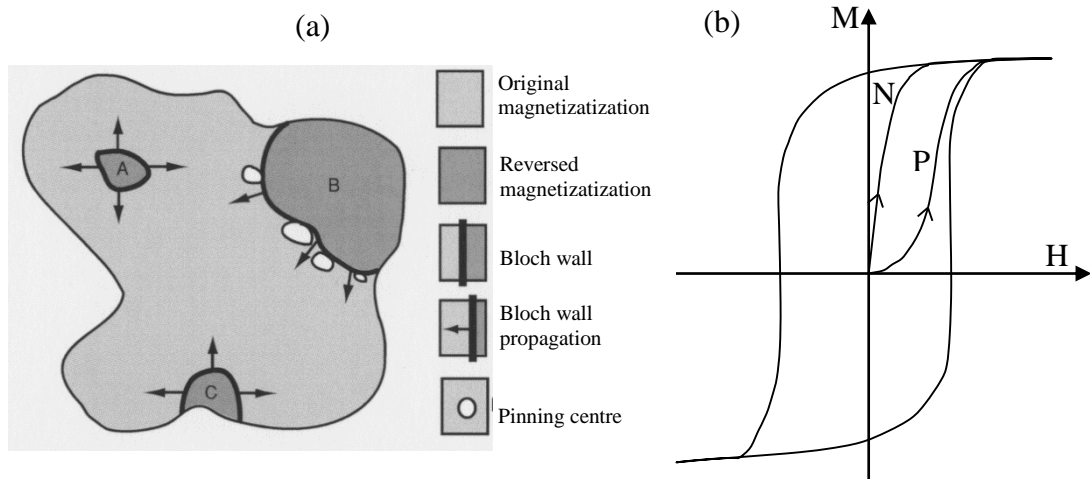 (a)
A
B
C
Original
magnetizatization
Reversed
magnetizatization
Bloch wall
Bloch wall
propagation
Pinning centre
(b)
M
N
P
H